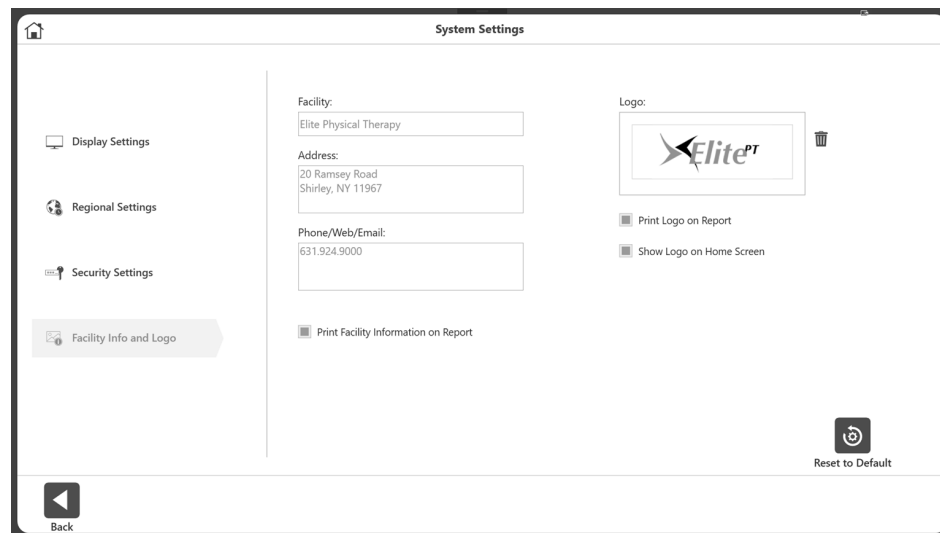 System Settings
Display Settings
Regional Settings
Security Settings
Facility Info and Logo
Facility:
Elite Physical Therapy
Address:
20 Ramsey Road
Shirley, NY 11967
Phone/Web/Email:
631.924.9000
Print Facility Information on Report
Logo:
Elite PT
Print Logo on Report
Show Logo on Home Screen
Reset to Default
Back